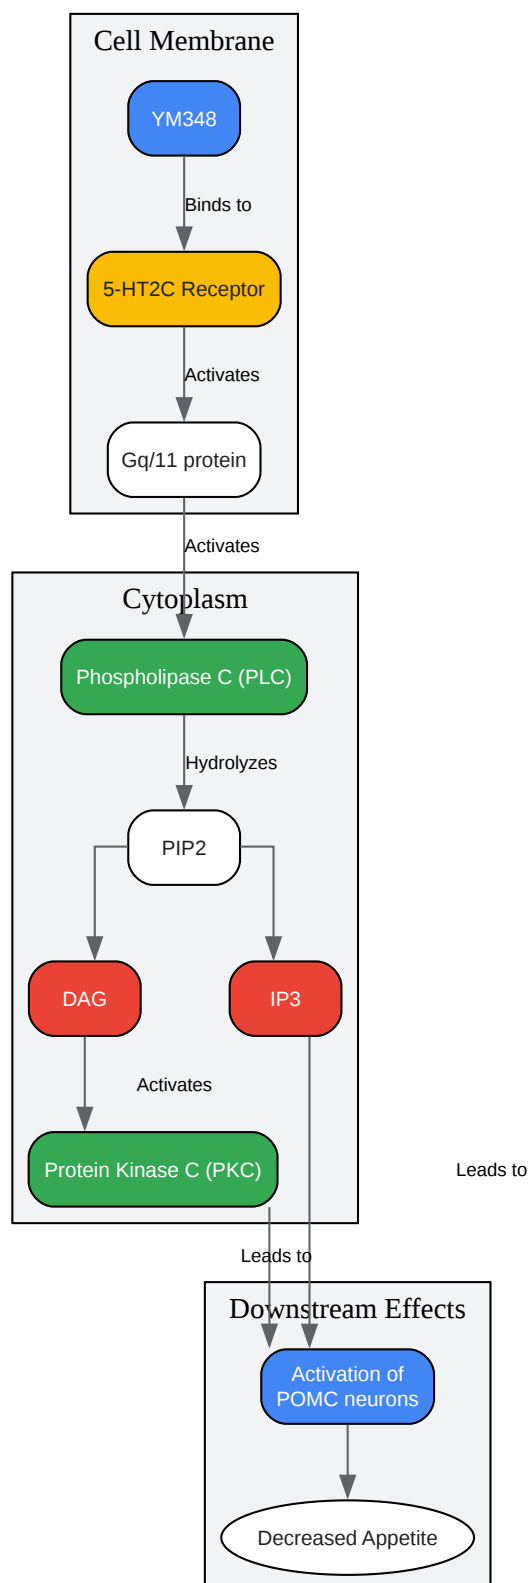 Cell Membrane
YM348
Binds to
5-HT2C Receptor
Activates
Gq/11 protein
Activates
Cytoplasm
Phospholipase C (PLC)
Hydrolyzes
PIP2
DAG
IP3
Activates
Protein Kinase C (PKC)
Leads to
Leads to
Downstream Effects
Activation of
POMC neurons
Decreased Appetite